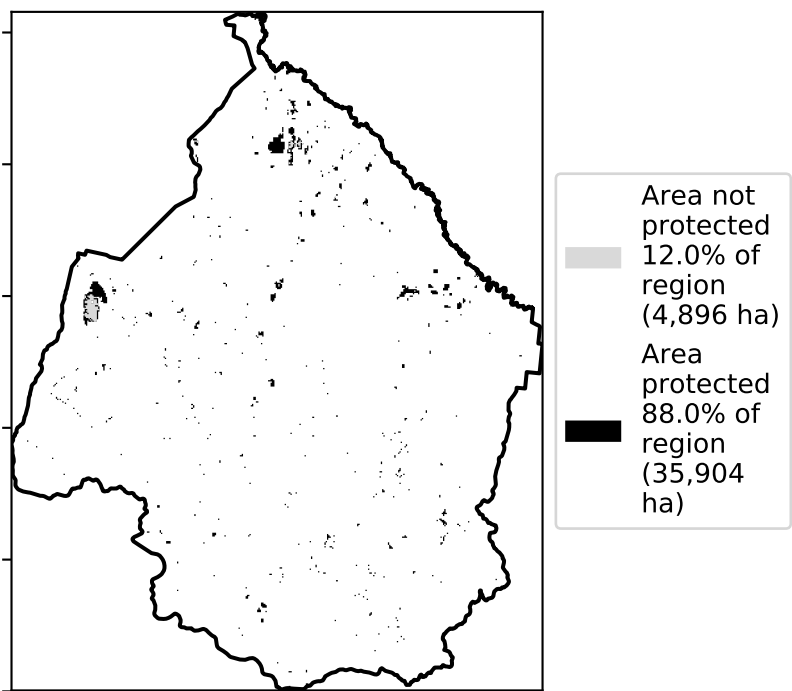 Area not
protected
12.0% of
region
(4,896 ha)
Area
protected
88.0% of
region
(35,904
ha)